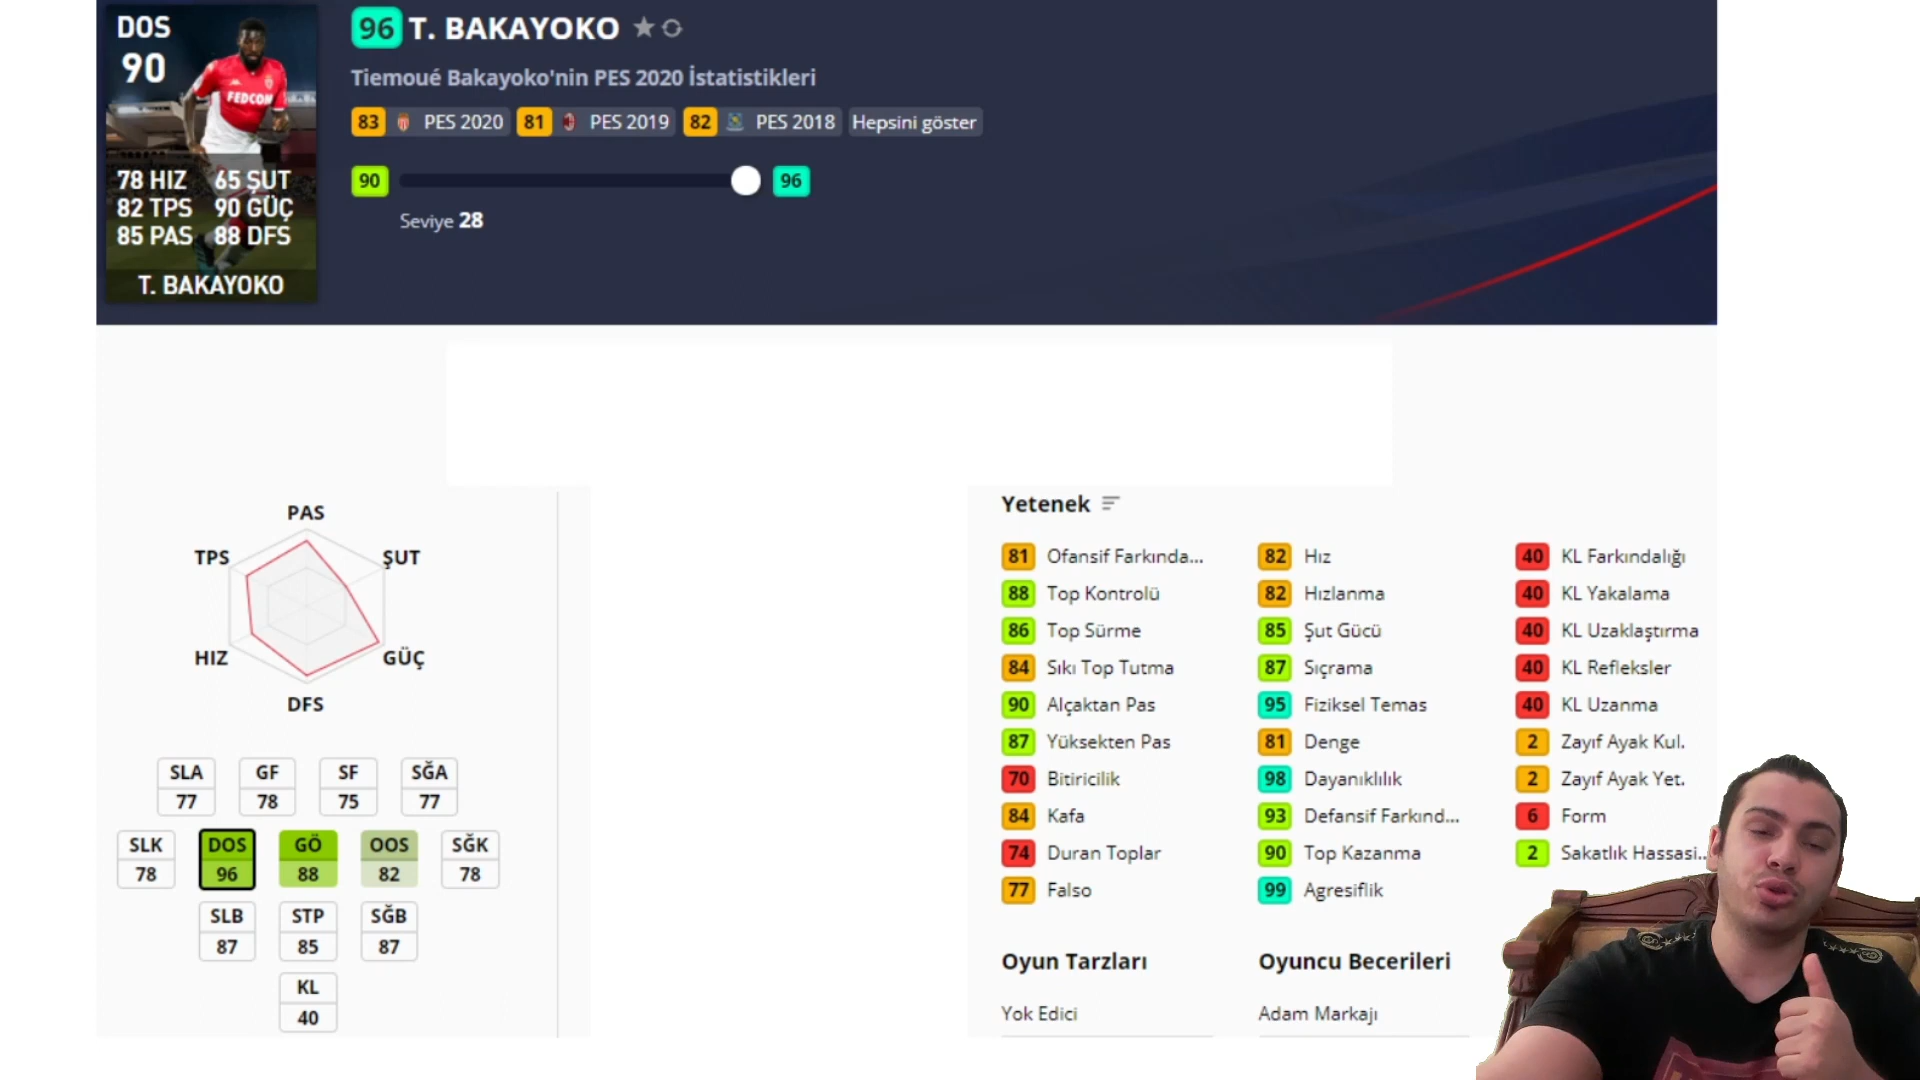 DOS
90
FEDCOM
78 HIZ 65 ŞUT
82 TPS 90 GÜÇ
85 PAS 88 DFS
T. BAKAYOKO
96 T. BAKAYOKO
Tiemoué Bakayoko'nin PES 2020 İstatistikleri
83 PES 2020 81 PES 2019 82 PES 2018 Hepsini göster
90 96
Seviye 28
PAS
TPS ŞUT
HIZ GÜÇ
DFS
SLA GF SF SĞA
77 78 75 77
SLK DOS GÖ OOS SĞK
78 96 88 82 78
SLB STP SĞB
87 85 87
KL
40
Yetenek
81 Ofansif Farkında...
88 Top Kontrolü
86 Top Sürme
84 Sıkı Top Tutma
90 Alçaktan Pas
87 Yüksekten Pas
70 Bitiricilik
84 Kafa
74 Duran Toplar
77 Falso
82 Hız
82 Hızlanma
85 Şut Gücü
87 Sıçrama
95 Fiziksel Temas
81 Denge
98 Dayanıklılık
93 Defansif Farkınd...
90 Top Kazanma
99 Agresiflik
40 KL Farkındalığı
40 KL Yakalama
40 KL Uzaklaştırma
40 KL Refleksler
40 KL Uzanma
2 Zayıf Ayak Kul.
2 Zayıf Ayak Yet.
6 Form
2 Sakatlık Hassasi..
Oyun Tarzları
Yok Edici
Oyuncu Becerileri
Adam Markajı